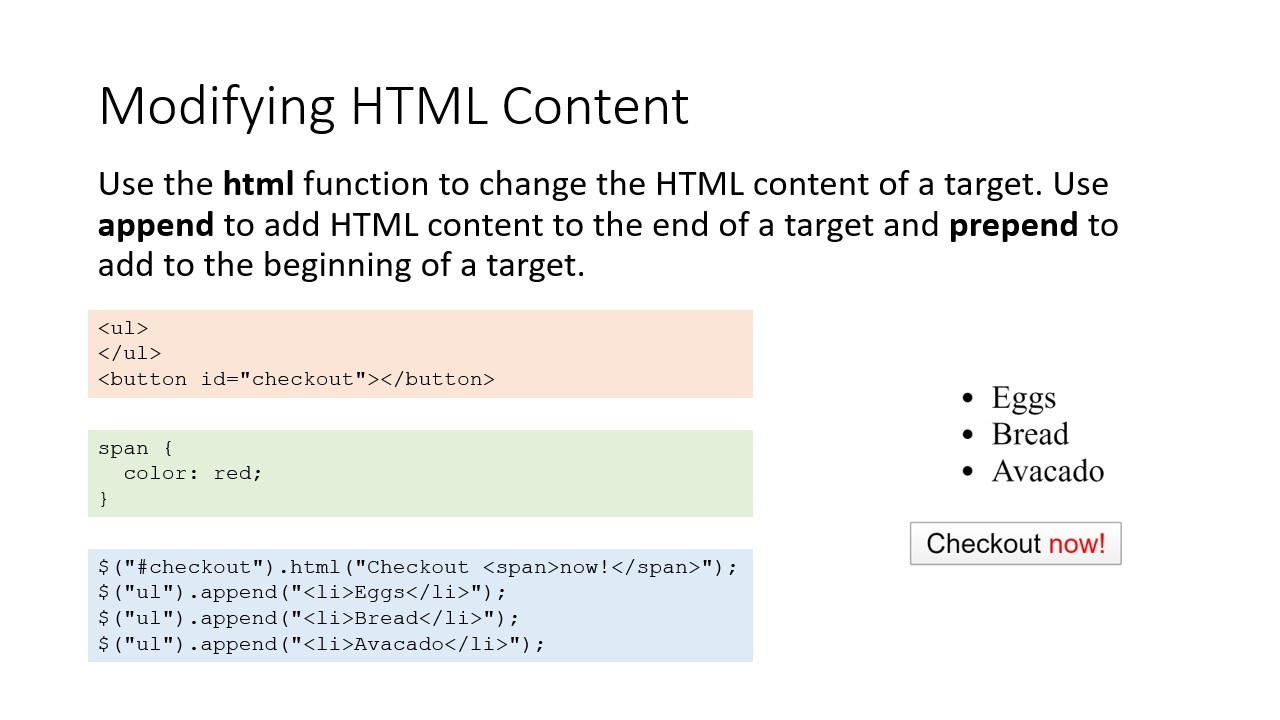 Modifying HTML Content
Use the html function to change the HTML content of a target. Use
append to add HTML content to the end of a target and prepend to
add to the beginning of a target.
<ul>
</ul>
<button id="checkout"></button>
span {
  color: red;
}
$("#checkout").html("Checkout <span>now!</span>");
$("ul").append("<li>Eggs</li>");
$("ul").append("<li>Bread</li>");
$("ul").append("<li>Avacado</li>");
• Eggs
• Bread
• Avacado
Checkout now!